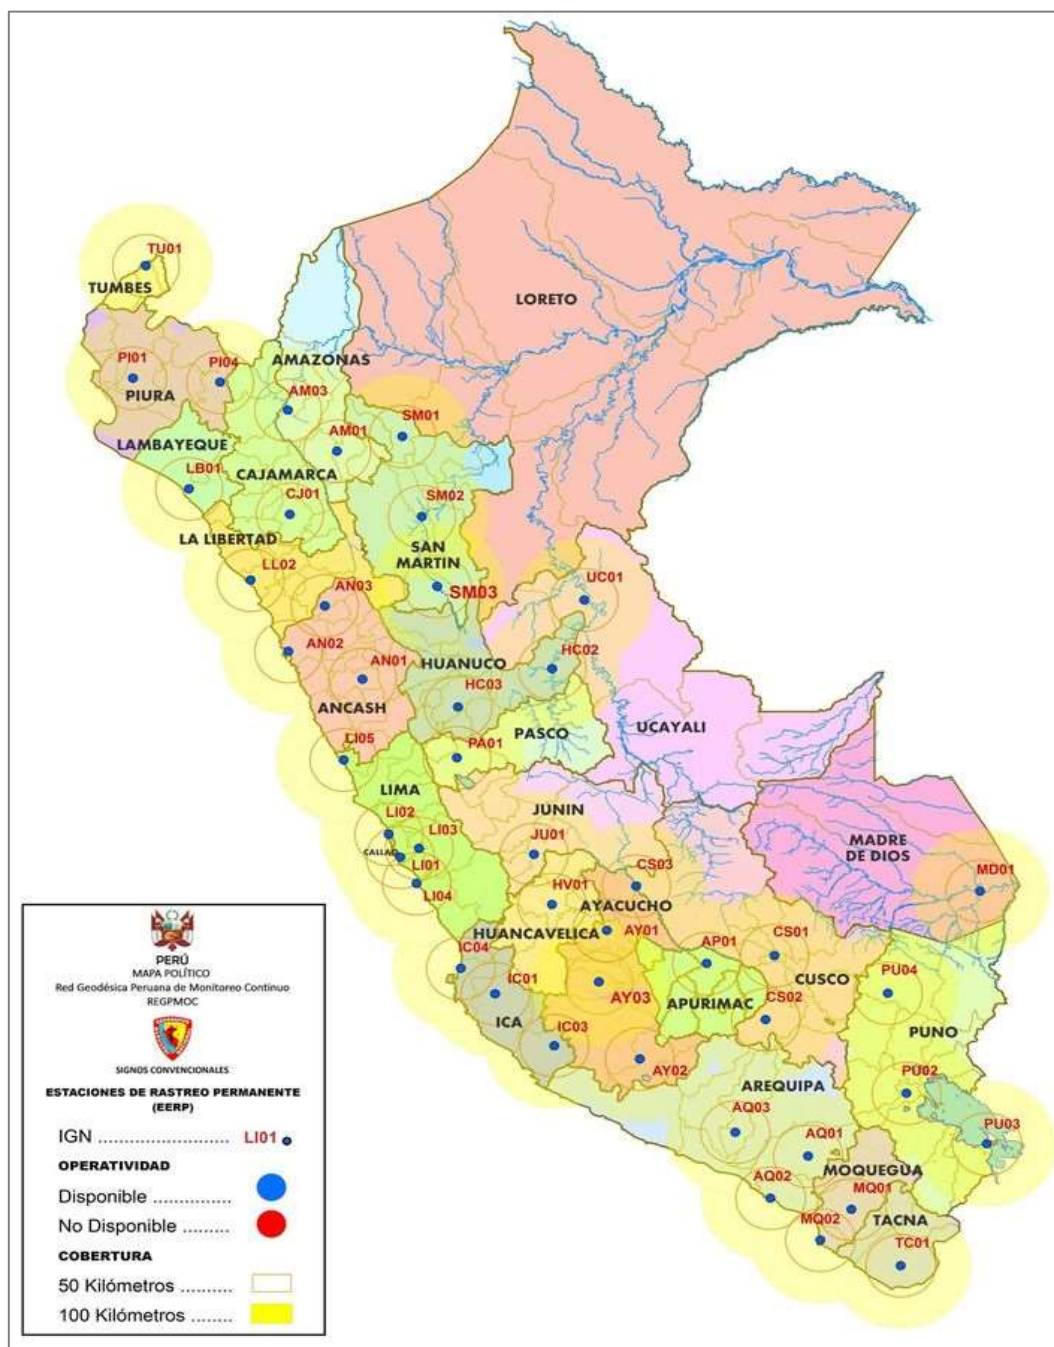 TU01
TUMBES
LORETO
AMAZONAS
PI01
PI04
PIURA
AM03
SM01
AM01
LAMBAYEQUE
CAJAMARCA
LB01
CJ01
SM02
LA LIBERTAD
SAN
MARTIN
LL02
AN03
SM03
UC01
AN02
AN01
HUANUCO
HC02
HC03
ANCASH
PASCO
UCAYALI
LI05
PA01
LIMA
JUNIN
LI02
LI03
CALLAO
LI01
JU01
MADRE
DE DIOS
MD01
LI04
CS03
HV01
AYACUCHO
HUANCAVELICA
AY01
IC04
AP01
CS01
CUSCO
IC01
AY03
APURIMAC
CS02
PU04
ICA
IC03
PUNO
AY02
AREQUIPA
PU02
AQ03
AQ01
PU03
MOQUEGUA
AQ02
MQ01
MQ02
TACNA
TC01
PERÚ
MAPA POLÍTICO
Red Geodésica Peruana de Monitoreo Continuo
REGPMOC
SIGNOS CONVENCIONALES
ESTACIONES DE RASTREO PERMANENTE
(EERP)
IGN .......................... LI01
OPERATIVIDAD
Disponible ...............
No Disponible .........
COBERTURA
50 Kilómetros ..........
100 Kilómetros ........